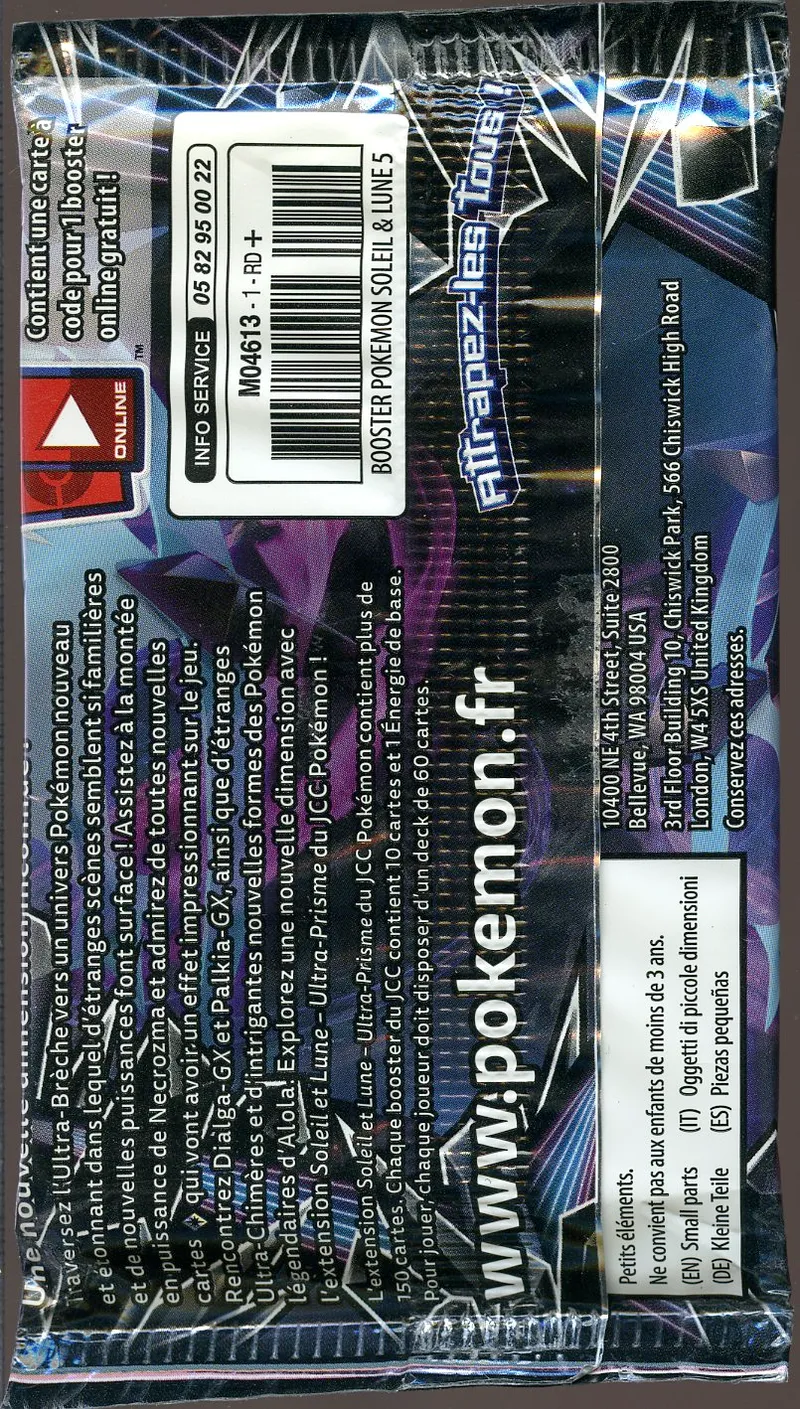 Une nouvelle dimension
Traversez l'Ultra-Brèche vers un univers Pokémon nouveau
et étonnant dans lequel d'étranges scènes semblent si familières
et de nouvelles puissances font surface ! Assistez à la montée
en puissance de Necrozma et admirez de toutes nouvelles
cartes qui vont avoir un effet impressionnant sur le jeu.
Rencontrez Dialga-GX et Palkia-GX, ainsi que d'étranges
Ultra-Chimères et d'intrigantes nouvelles formes des Pokémon
légendaires d'Alola! Explorez une nouvelle dimension avec
l'extension Soleil et Lune - Ultra-Prisme du JCC Pokémon !
L'extension Soleil et Lune - Ultra-Prisme du JCC Pokémon contient plus de
150 cartes. Chaque booster du JCC contient 10 cartes et 1 Énergie de base.
Pour jouer, chaque joueur doit disposer d'un deck de 60 cartes.
ONLINE
TM
Contient une carte à
code pour 1 booster
online gratuit !
INFO SERVICE 05 82 95 00 22
M04613 - 1 - RD +
BOOSTER POKEMON SOLEIL & LUNE 5
www.pokemon.fr
Attrapez-les Tous !
Petits éléments.
Ne convient pas aux enfants de moins de 3 ans.
(EN) Small parts (IT) Oggetti di piccole dimensioni
(DE) Kleine Teile (ES) Piezas pequeñas
10400 NE 4th Street, Suite 2800
Bellevue, WA 98004 USA
3rd Floor Building 10, Chiswick Park, 566 Chiswick High Road
London, W4 5XS United Kingdom
Conservez ces adresses.